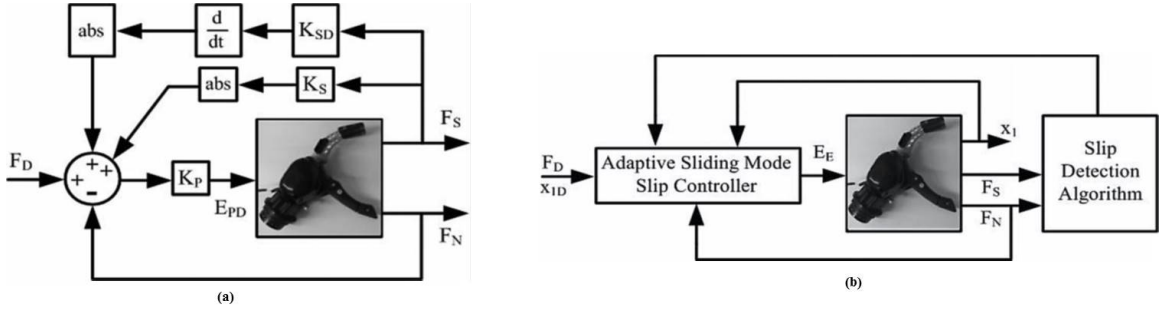 abs
d
dt
K_SD
abs
K_S
F_S
F_D
+
+
+
-
K_P
E_PD
F_N
(a)
F_D
x_1D
Adaptive Sliding Mode
Slip Controller
E_E
x_1
F_S
F_N
Slip
Detection
Algorithm
(b)